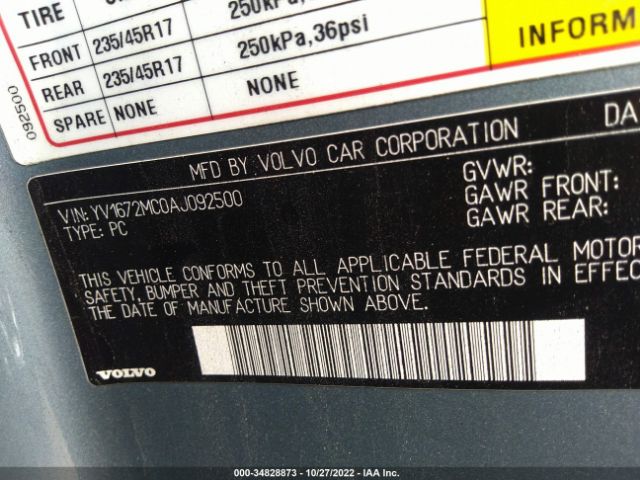 TIRE
FRONT 235/45R17 250kPa
REAR 235/45R17 250kPa,36psi
SPARE NONE NONE
INFORM
092500
MFD BY VOLVO CAR CORPORATION DA
VIN: YV1672MC0AJ092500
TYPE: PC
GVWR:
GAWR FRONT:
GAWR REAR:
THIS VEHICLE CONFORMS TO ALL APPLICABLE FEDERAL MOTOR
SAFETY, BUMPER AND THEFT PREVENTION STANDARDS IN EFFEC
THE DATE OF MANUFACTURE SHOWN ABOVE.
VOLVO
000-34828873 | 10/27/2022 | IAA Inc.